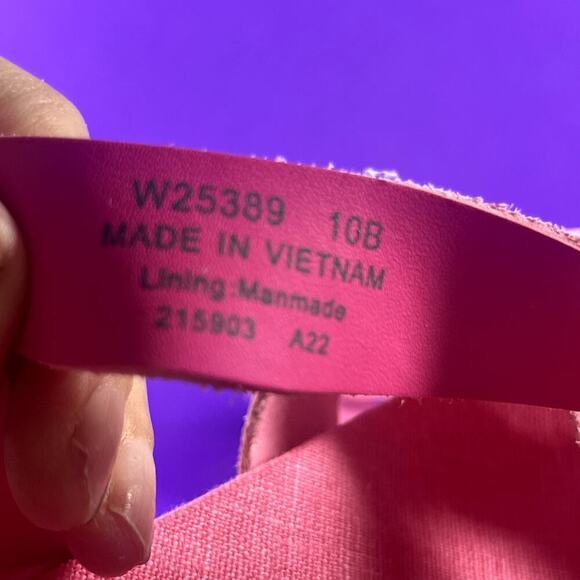 W25389 10B
MADE IN VIETNAM
Lining:Manmade
215903 A22